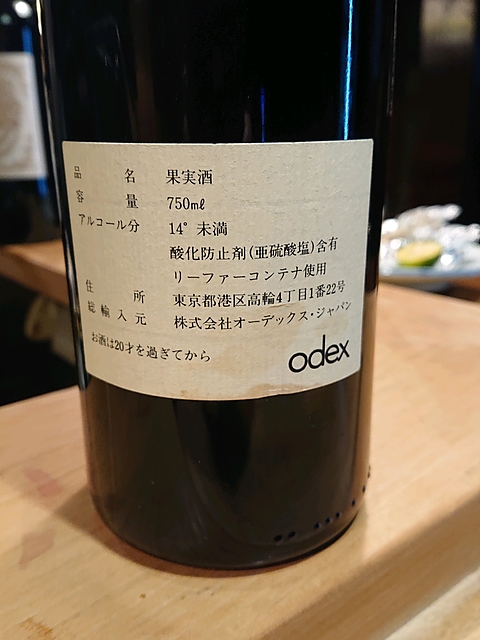 品名 果実酒
容量 750mℓ
アルコール分 14°未満
酸化防止剤(亜硫酸塩)含有
リーファーコンテナ使用
住所 東京都港区高輪4丁目1番22号
総輸入元 株式会社オーデックス・ジャパン
お酒は20才を過ぎてから
odex